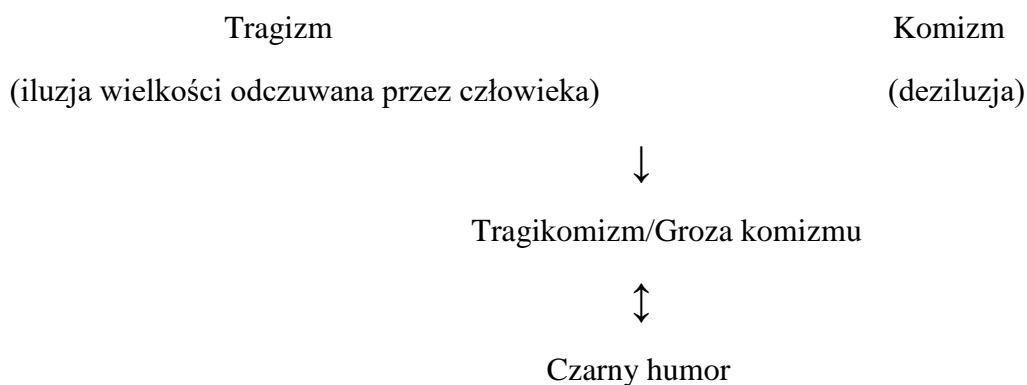 Tragizm Komizm
(iluzja wielkości odczuwana przez człowieka) (deziluzja)
↓
Tragikomizm/Groza komizmu
↕
Czarny humor